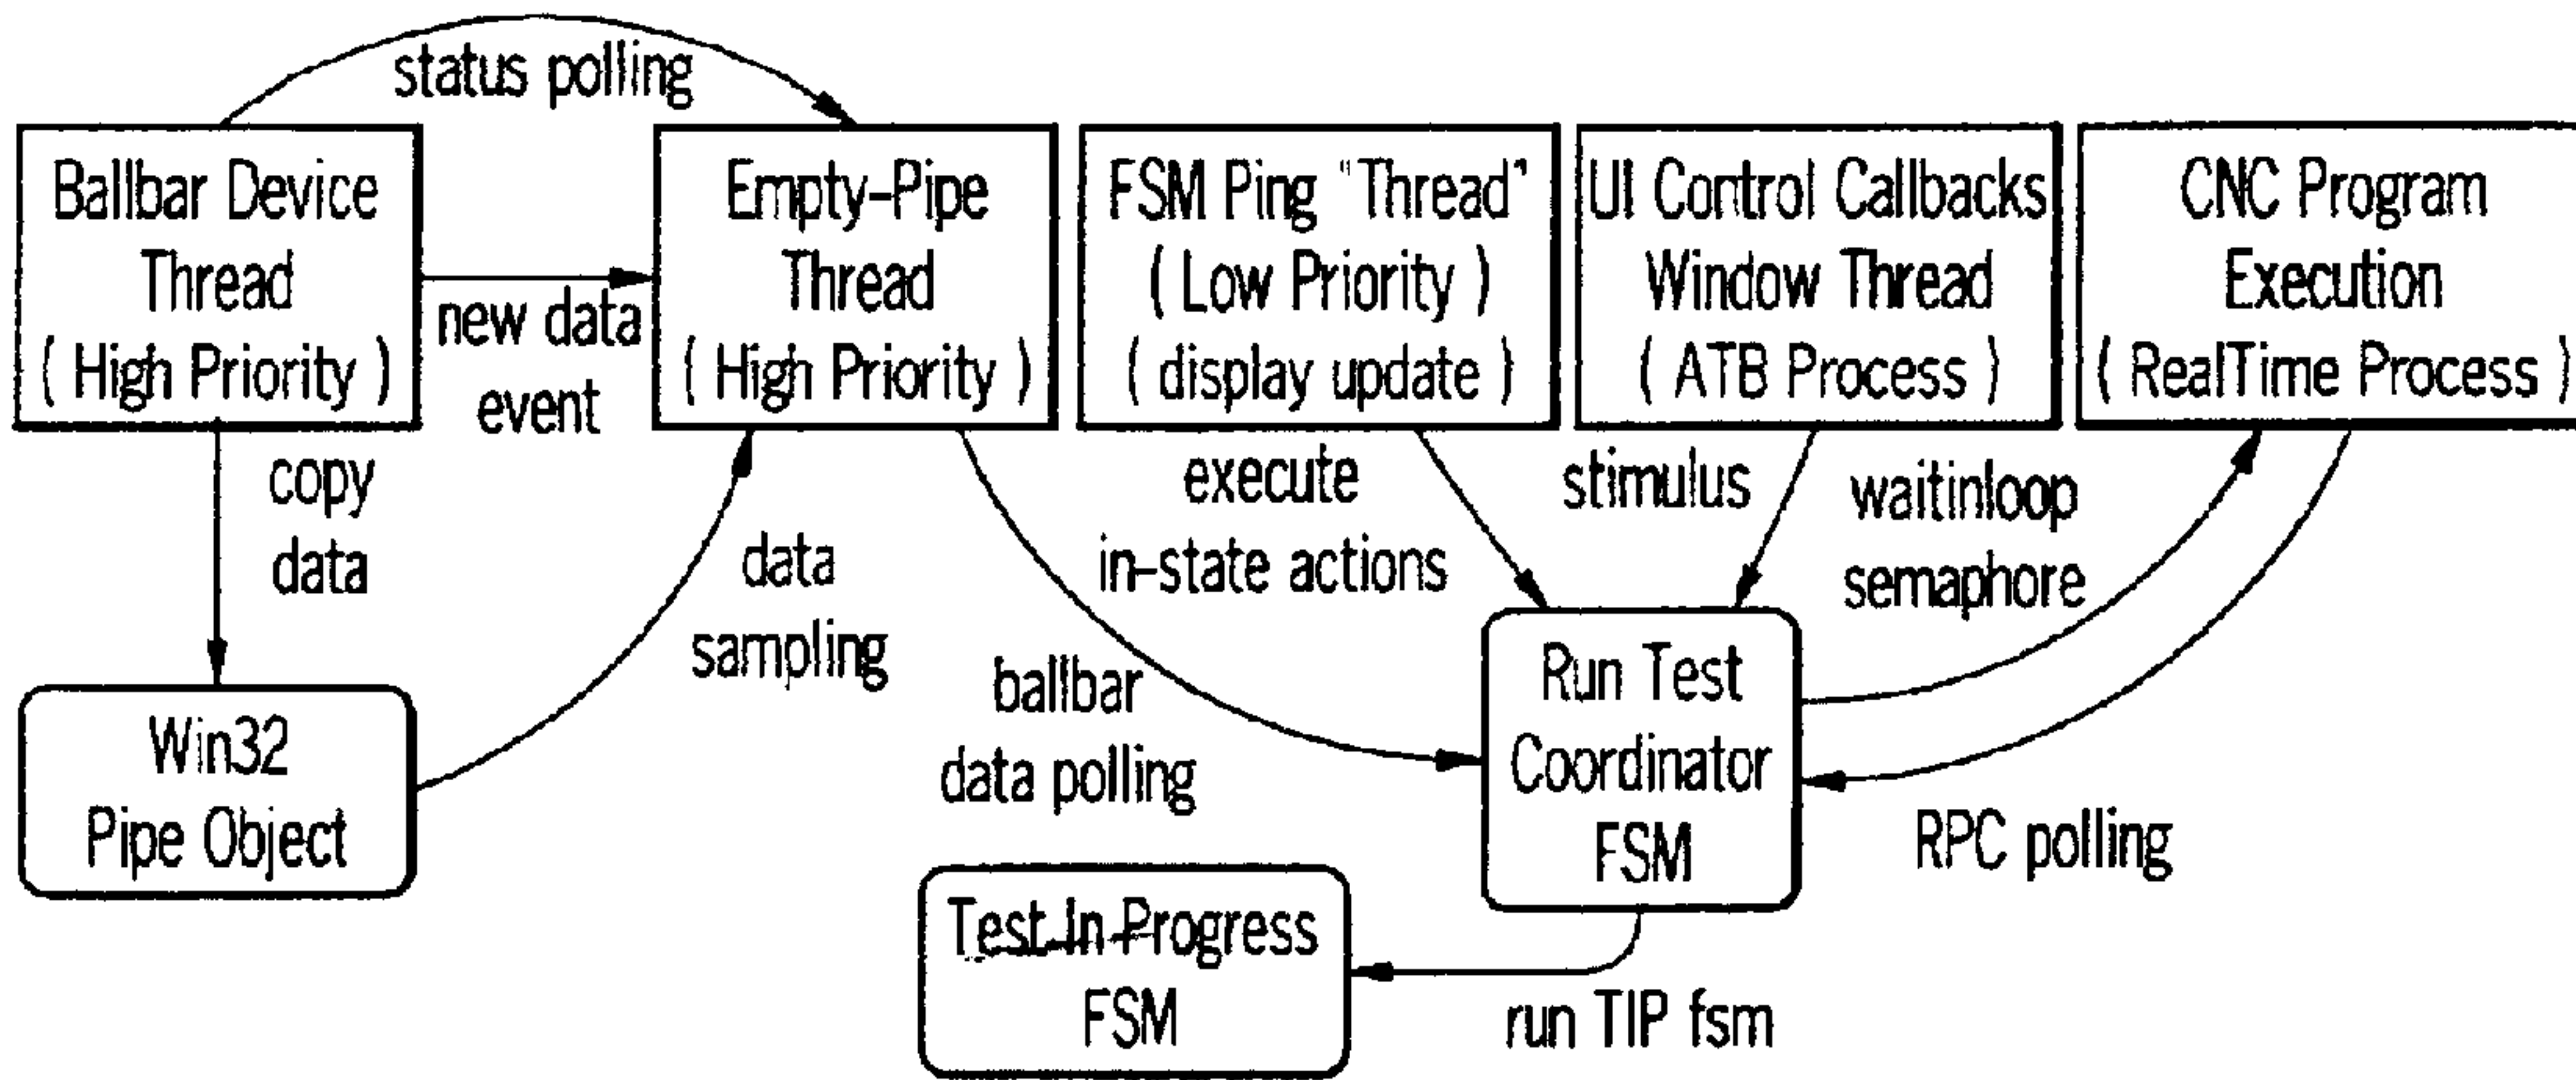 status polling
Ballbar Device
Thread
( High Priority )
new data
event
Empty-Pipe
Thread
( High Priority )
FSM Ping "Thread"
( Low Priority )
( display update )
UI Control Callbacks
Window Thread
( ATB Process )
CNC Program
Execution
( RealTime Process )
copy
data
data
sampling
execute
in-state actions
stimulus
waitinloop
semaphore
ballbar
data polling
Win32
Pipe Object
Run Test
Coordinator
FSM
RPC polling
Test-In-Progress
FSM
run TIP fsm